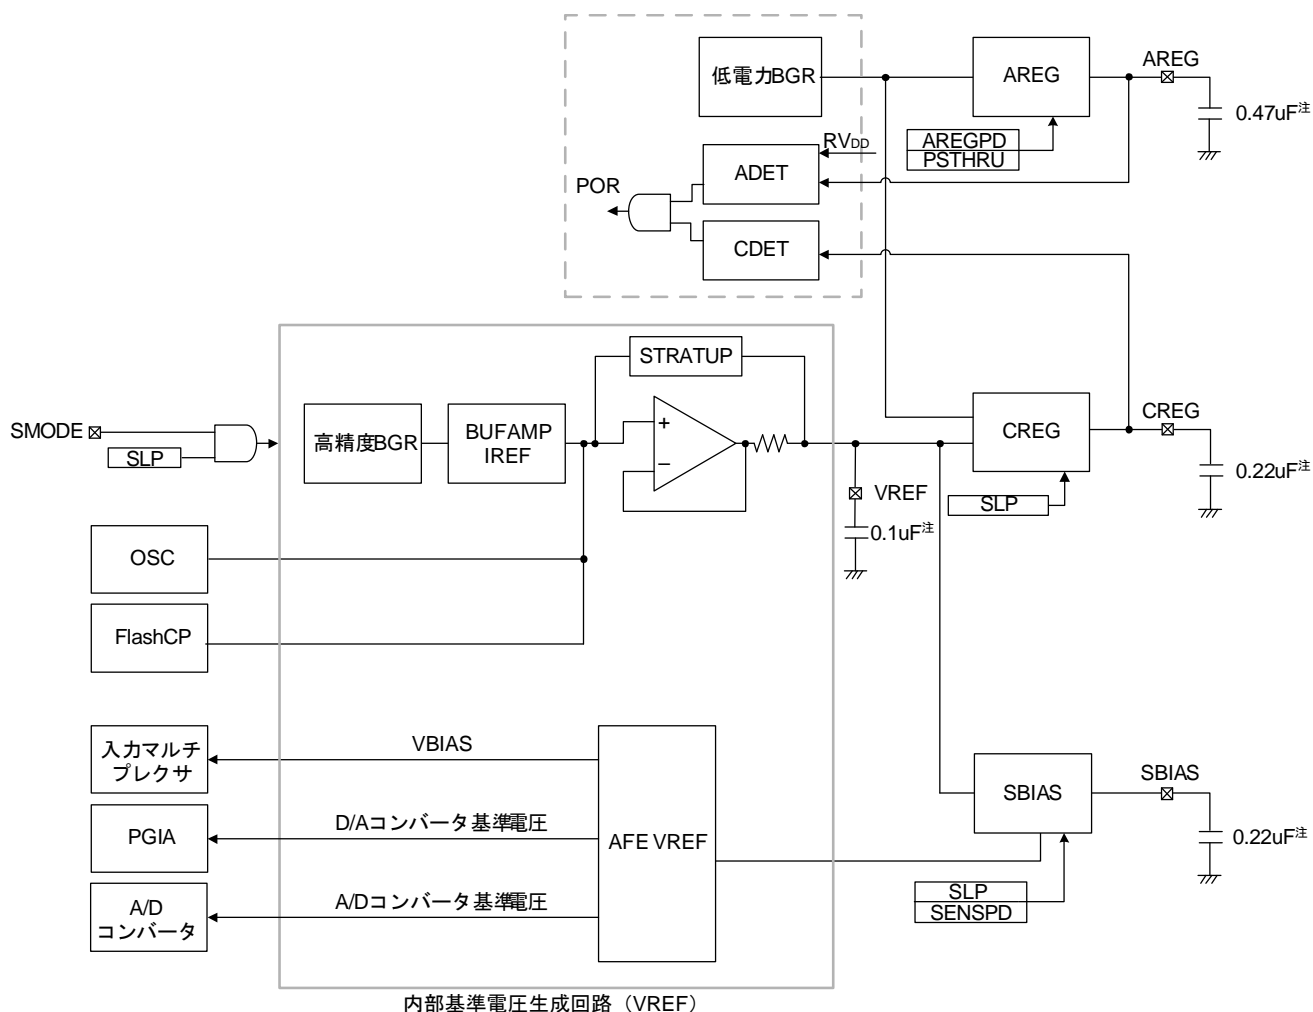 低電力BGR
AREG
AREG
0.47uF注
AREGPD
PSTHRU
RVDD
ADET
POR
CDET
STRATUP
SMODE
SLP
高精度BGR
BUFAMP
IREF
+
−
CREG
CREG
0.22uF注
SLP
VREF
0.1uF注
OSC
FlashCP
入力マルチ
プレクサ
VBIAS
PGIA
D/Aコンバータ基準電圧
AFE VREF
A/D
コンバータ
A/Dコンバータ基準電圧
SBIAS
SBIAS
0.22uF注
SLP
SENSPD
内部基準電圧生成回路（VREF）